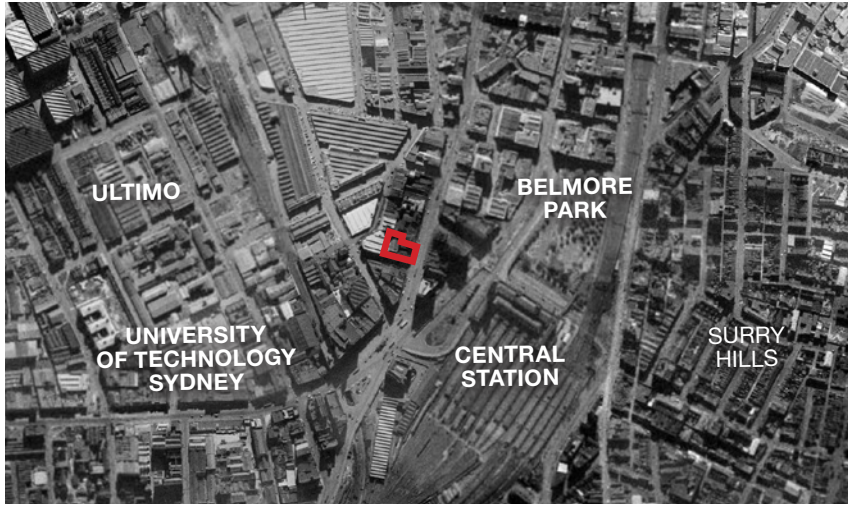 ULTIMO
BELMORE
PARK
UNIVERSITY
OF TECHNOLOGY
SYDNEY
CENTRAL
STATION
SURRY
HILLS